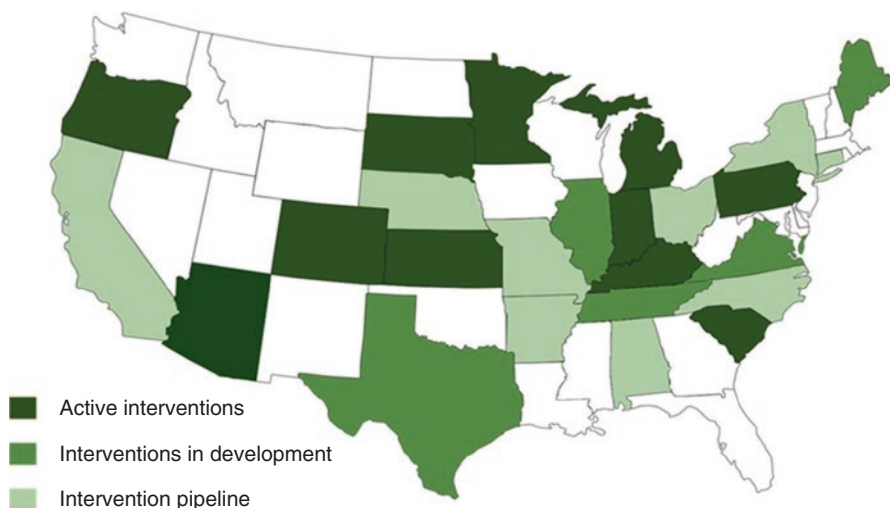 Active interventions
Interventions in development
Intervention pipeline